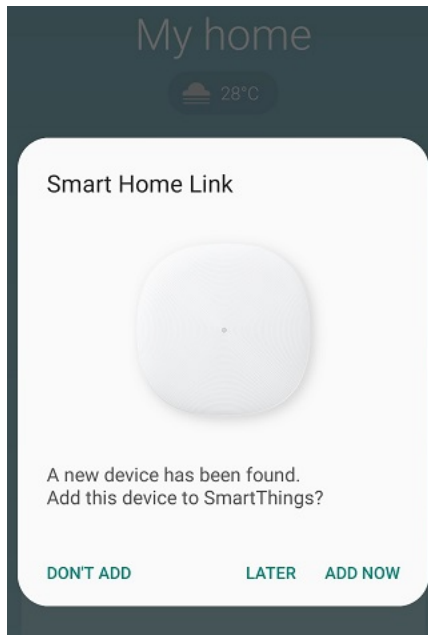 My home
28°C
Smart Home Link
A new device has been found.
Add this device to SmartThings?
DON'T ADD LATER ADD NOW